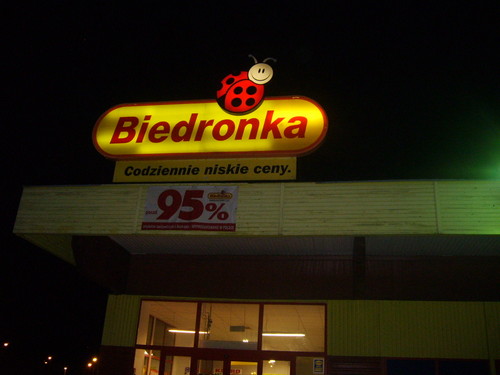 Biedronka
Codziennie niskie ceny.
95%